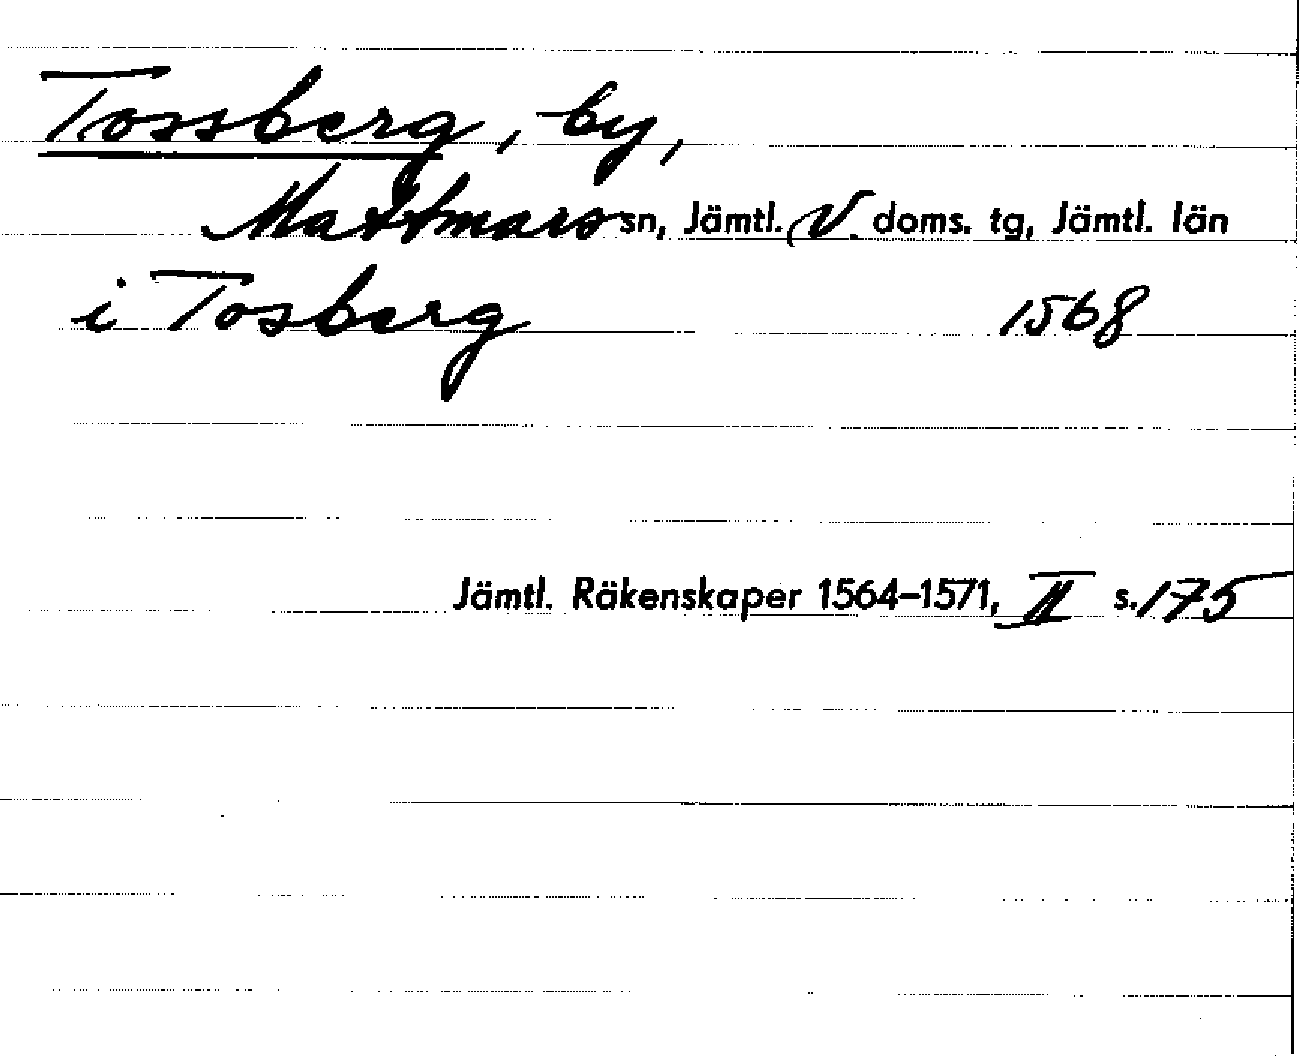 Tossberg, by,
Mattmars sn, Jämtl. V. doms. tg, Jämtl. län
i Tosberg 1568
Jämtl. Räkenskaper 1564-1571, II s. 175